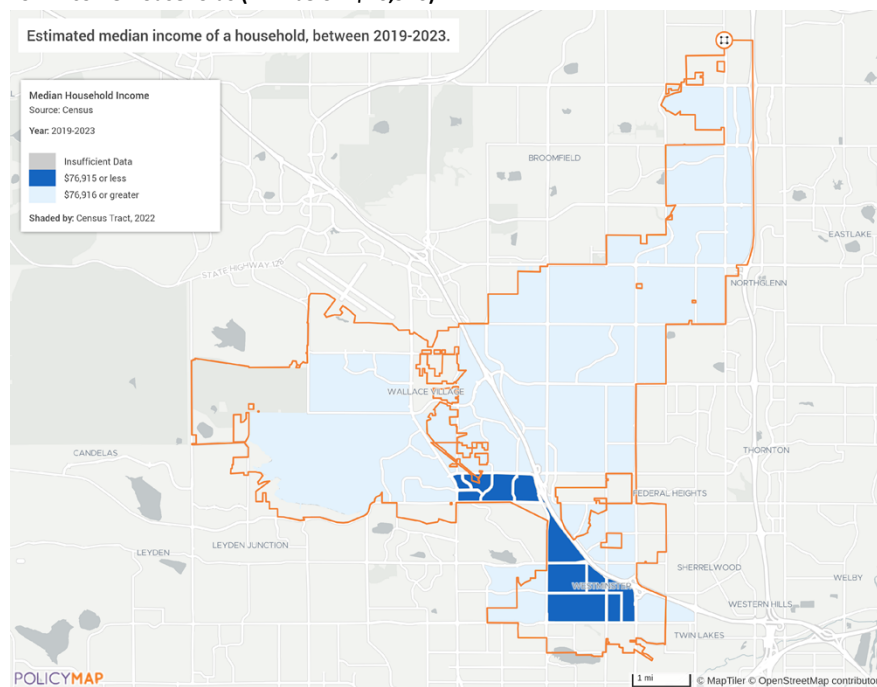 Estimated median income of a household, between 2019-2023.
Median Household Income
Source: Census
Year: 2019-2023
Insufficient Data
$76,915 or less
$76,916 or greater
Shaded by: Census Tract, 2022
BROOMFIELD
EASTLAKE
STATE HIGHWAY 128
NORTHGLENN
WALLACE VILLAGE
CANDELAS
THORNTON
FEDERAL HEIGHTS
LEYDEN
LEYDEN JUNCTION
SHERRELWOOD
WESTMINSTER
WELBY
WESTERN HILLS
TWIN LAKES
POLICYMAP
1 mi
© MapTiler © OpenStreetMap contributor